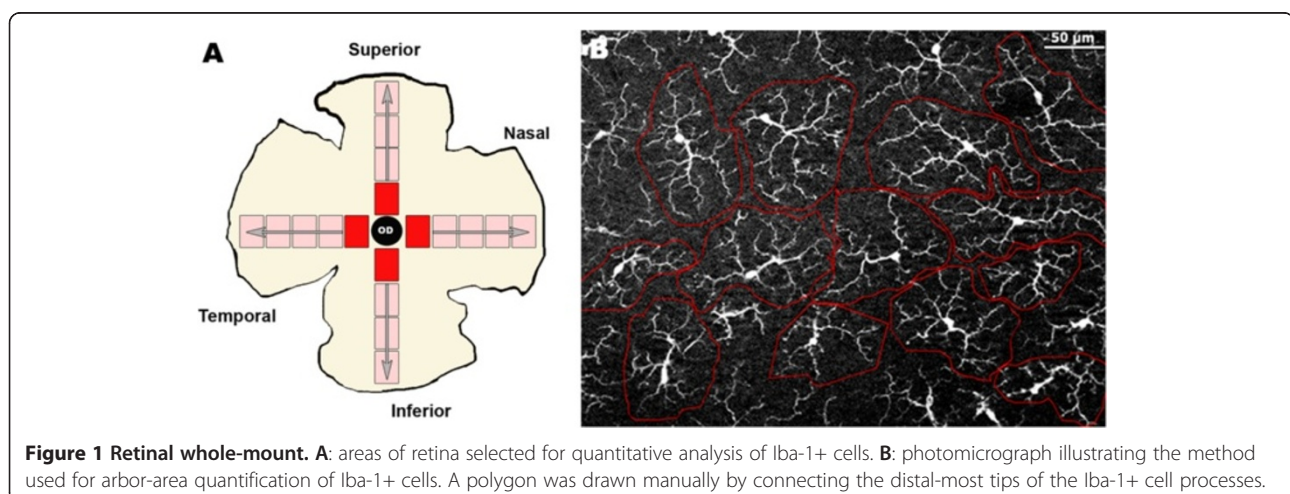 A
Superior
Nasal
OD
Temporal
Inferior
B
50 µm
Figure 1 Retinal whole-mount. A: areas of retina selected for quantitative analysis of Iba-1+ cells. B: photomicrograph illustrating the method
used for arbor-area quantification of Iba-1+ cells. A polygon was drawn manually by connecting the distal-most tips of the Iba-1+ cell processes.